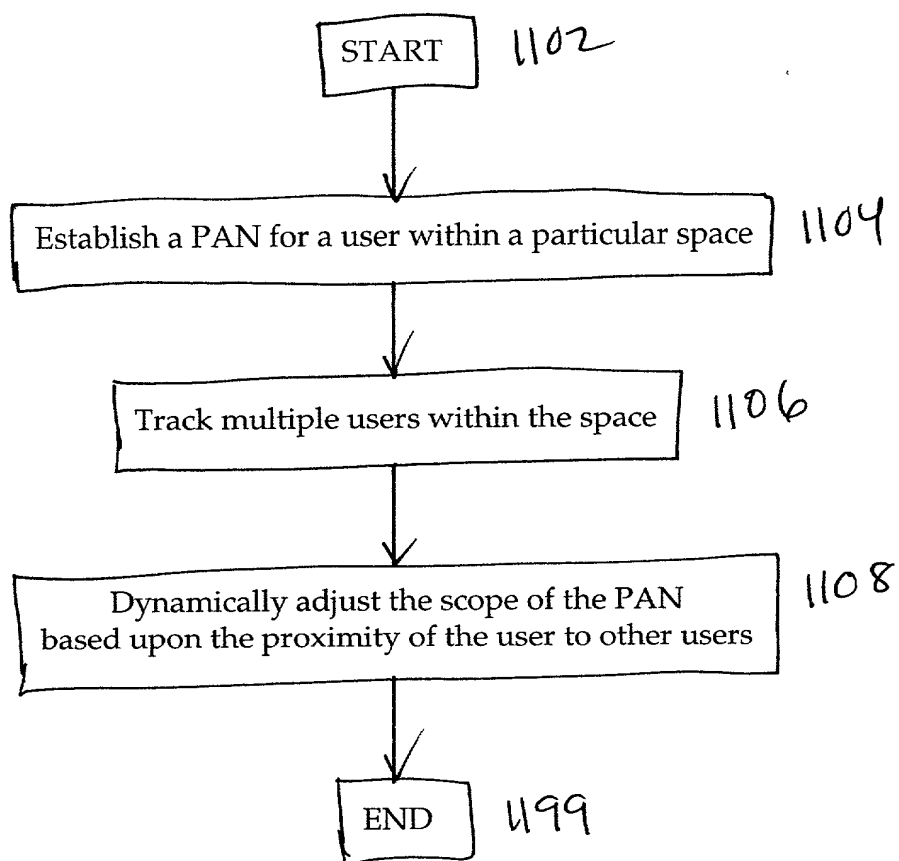 START 1102
Establish a PAN for a user within a particular space 1104
Track multiple users within the space 1106
Dynamically adjust the scope of the PAN 1108
based upon the proximity of the user to other users
END 1199